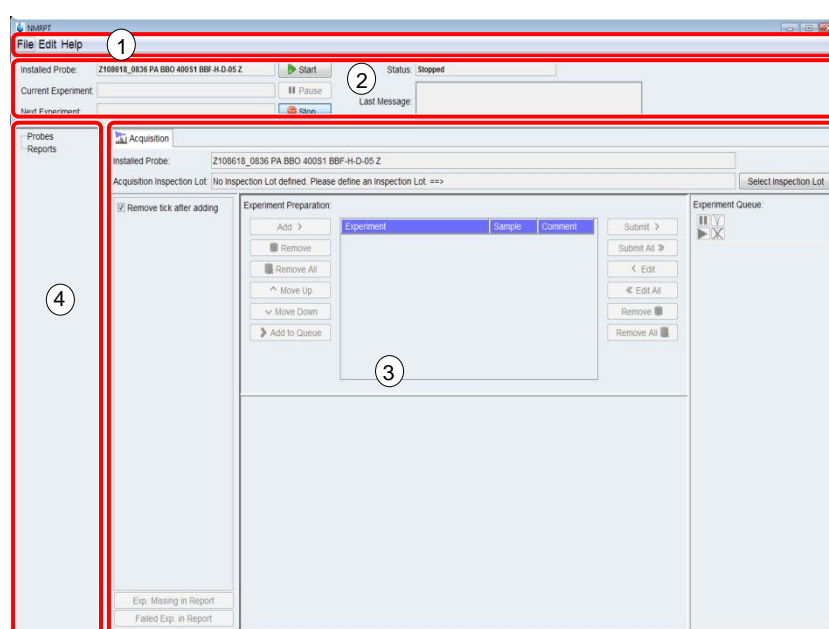 NMRPT
File Edit Help
1
Installed Probe: Z108618_0836 PA BBO 400S1 BBF-H-D-05 Z Start Status: Stopped
2
Current Experiment: Pause
Last Message:
Next Experiment: Stop
Probes
Reports
Acquisition
Installed Probe: Z108618_0836 PA BBO 400S1 BBF-H-D-05 Z
Acquisition Inspection Lot: No Inspection Lot defined. Please define an Inspection Lot. ==> Select Inspection Lot
Remove tick after adding
Experiment Preparation:
Experiment Queue:
Add > Experiment Sample Comment Submit >
Remove Submit All »
Remove All < Edit
^ Move Up « Edit All
v Move Down Remove
Add to Queue Remove All
4
3
Exp. Missing in Report
Failed Exp. in Report